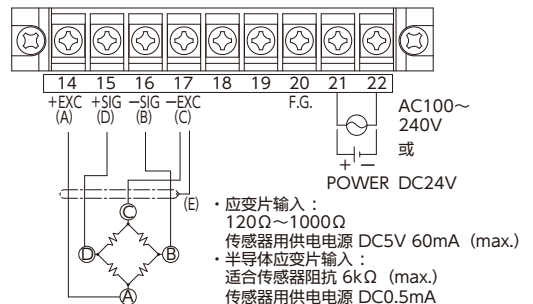 14 15 16 17 18 19 20 21 22
+EXC +SIG −SIG −EXC F.G.
(A) (D) (B) (C)
AC100～
240V
或
+ −
POWER DC24V
(E)
C
D B
A
・应变片输入：
120Ω～1000Ω
传感器用供电电源 DC5V 60mA（max.）
・半导体应变片输入：
适合传感器阻抗 6kΩ（max.）
传感器用供电电源 DC0.5mA